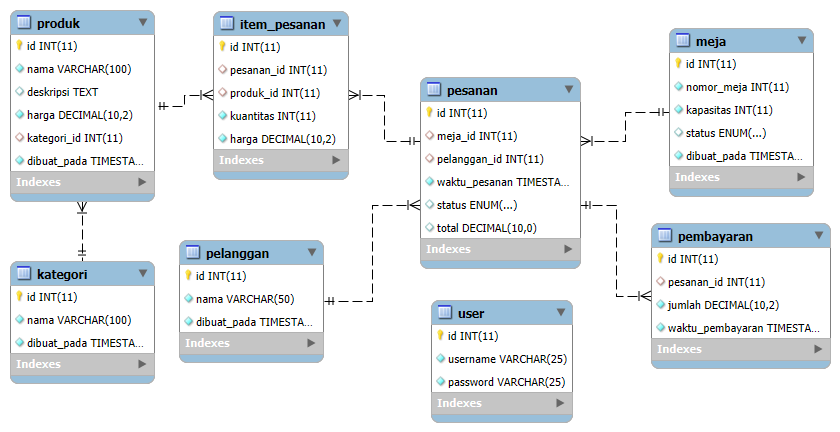 produk
id INT(11)
nama VARCHAR(100)
deskripsi TEXT
harga DECIMAL(10,2)
kategori_id INT(11)
dibuat_pada TIMESTA...
Indexes
item_pesanan
id INT(11)
pesanan_id INT(11)
produk_id INT(11)
kuantitas INT(11)
harga DECIMAL(10,2)
Indexes
pesanan
id INT(11)
meja_id INT(11)
pelanggan_id INT(11)
waktu_pesanan TIMESTA...
status ENUM(...)
total DECIMAL(10,0)
Indexes
meja
id INT(11)
nomor_meja INT(11)
kapasitas INT(11)
status ENUM(...)
dibuat_pada TIMESTA...
Indexes
kategori
id INT(11)
nama VARCHAR(100)
dibuat_pada TIMESTA...
Indexes
pelanggan
id INT(11)
nama VARCHAR(50)
dibuat_pada TIMESTA...
Indexes
user
id INT(11)
username VARCHAR(25)
password VARCHAR(25)
Indexes
pembayaran
id INT(11)
pesanan_id INT(11)
jumlah DECIMAL(10,2)
waktu_pembayaran TIMESTA...
Indexes